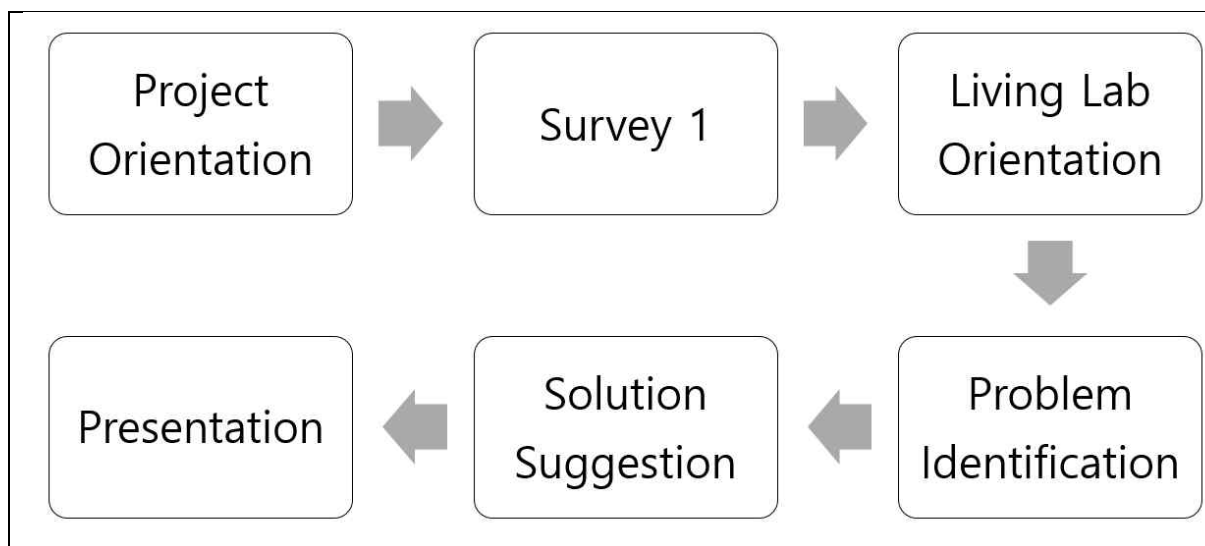 Project
Orientation
Survey 1
Living Lab
Orientation
Problem
Identification
Solution
Suggestion
Presentation